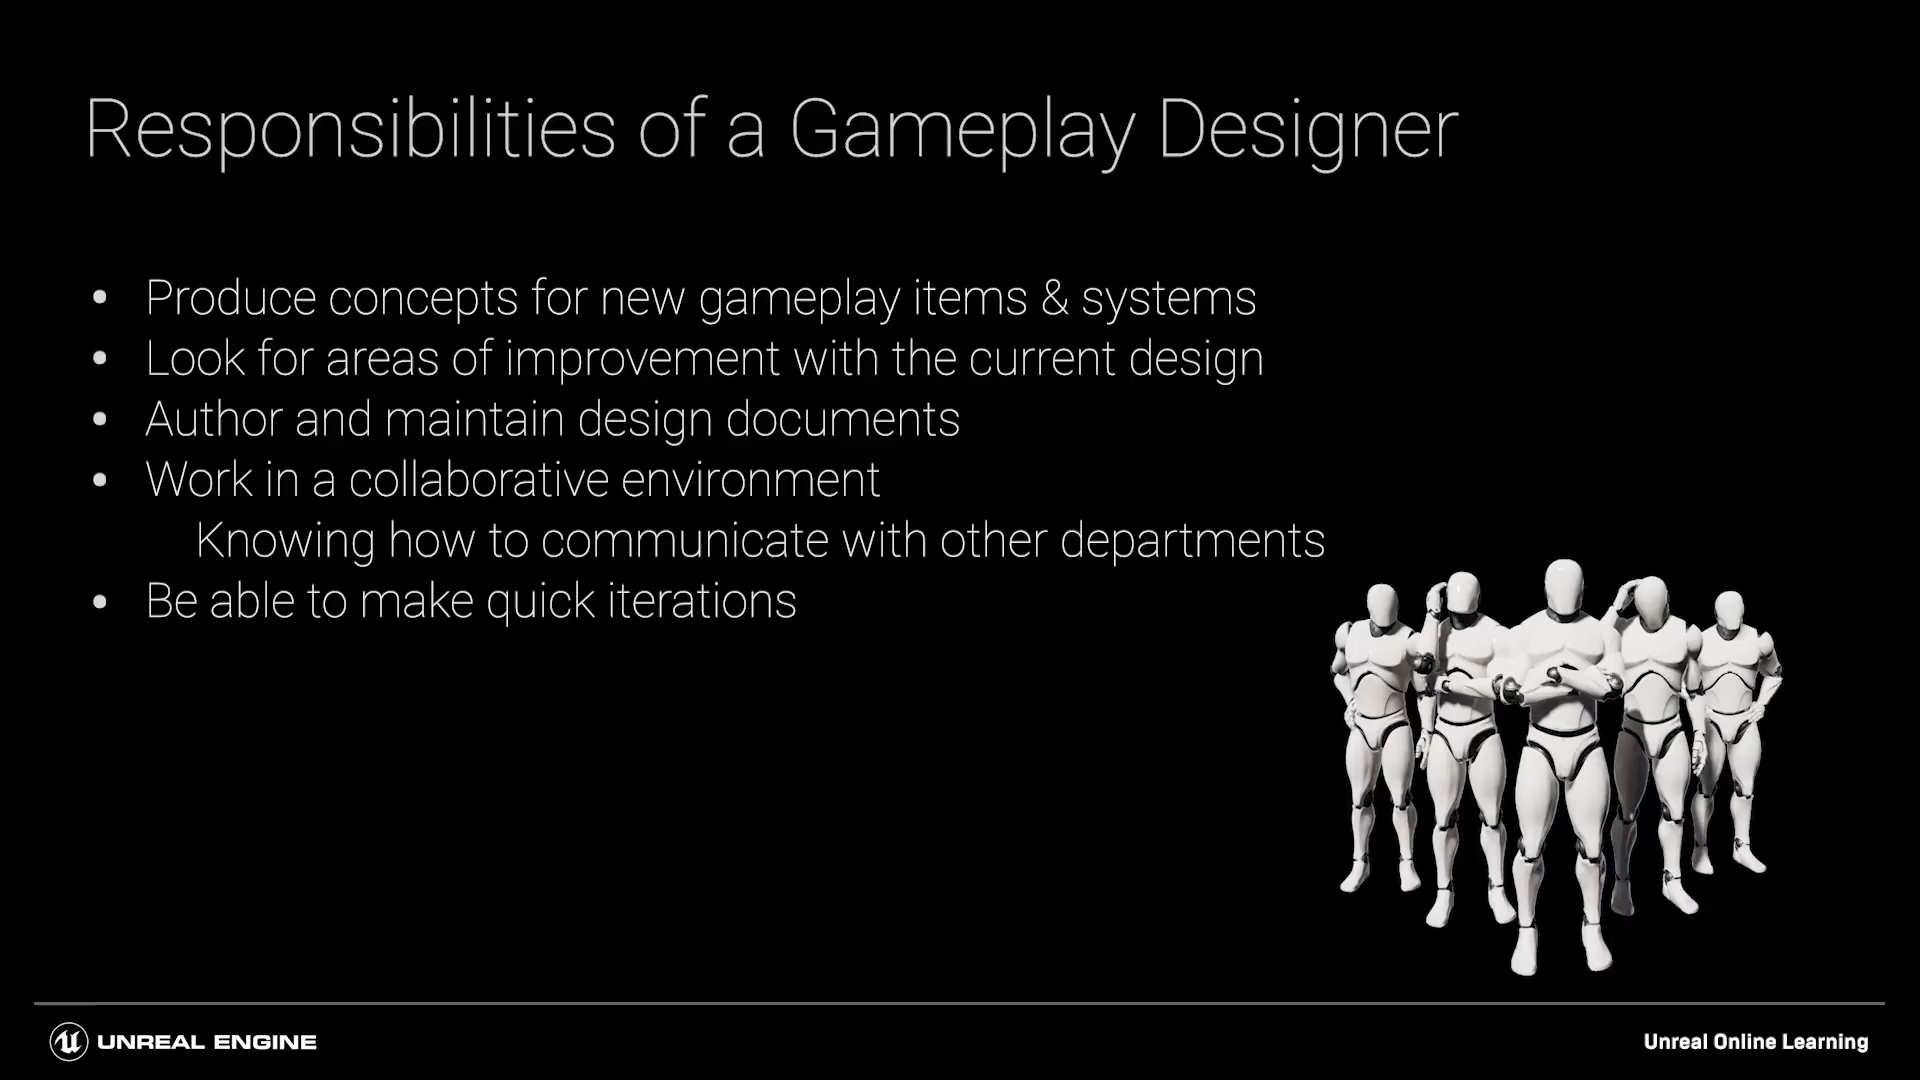 Responsibilities of a Gameplay Designer
• Produce concepts for new gameplay items & systems
• Look for areas of improvement with the current design
• Author and maintain design documents
• Work in a collaborative environment
Knowing how to communicate with other departments
• Be able to make quick iterations
UNREAL ENGINE
Unreal Online Learning